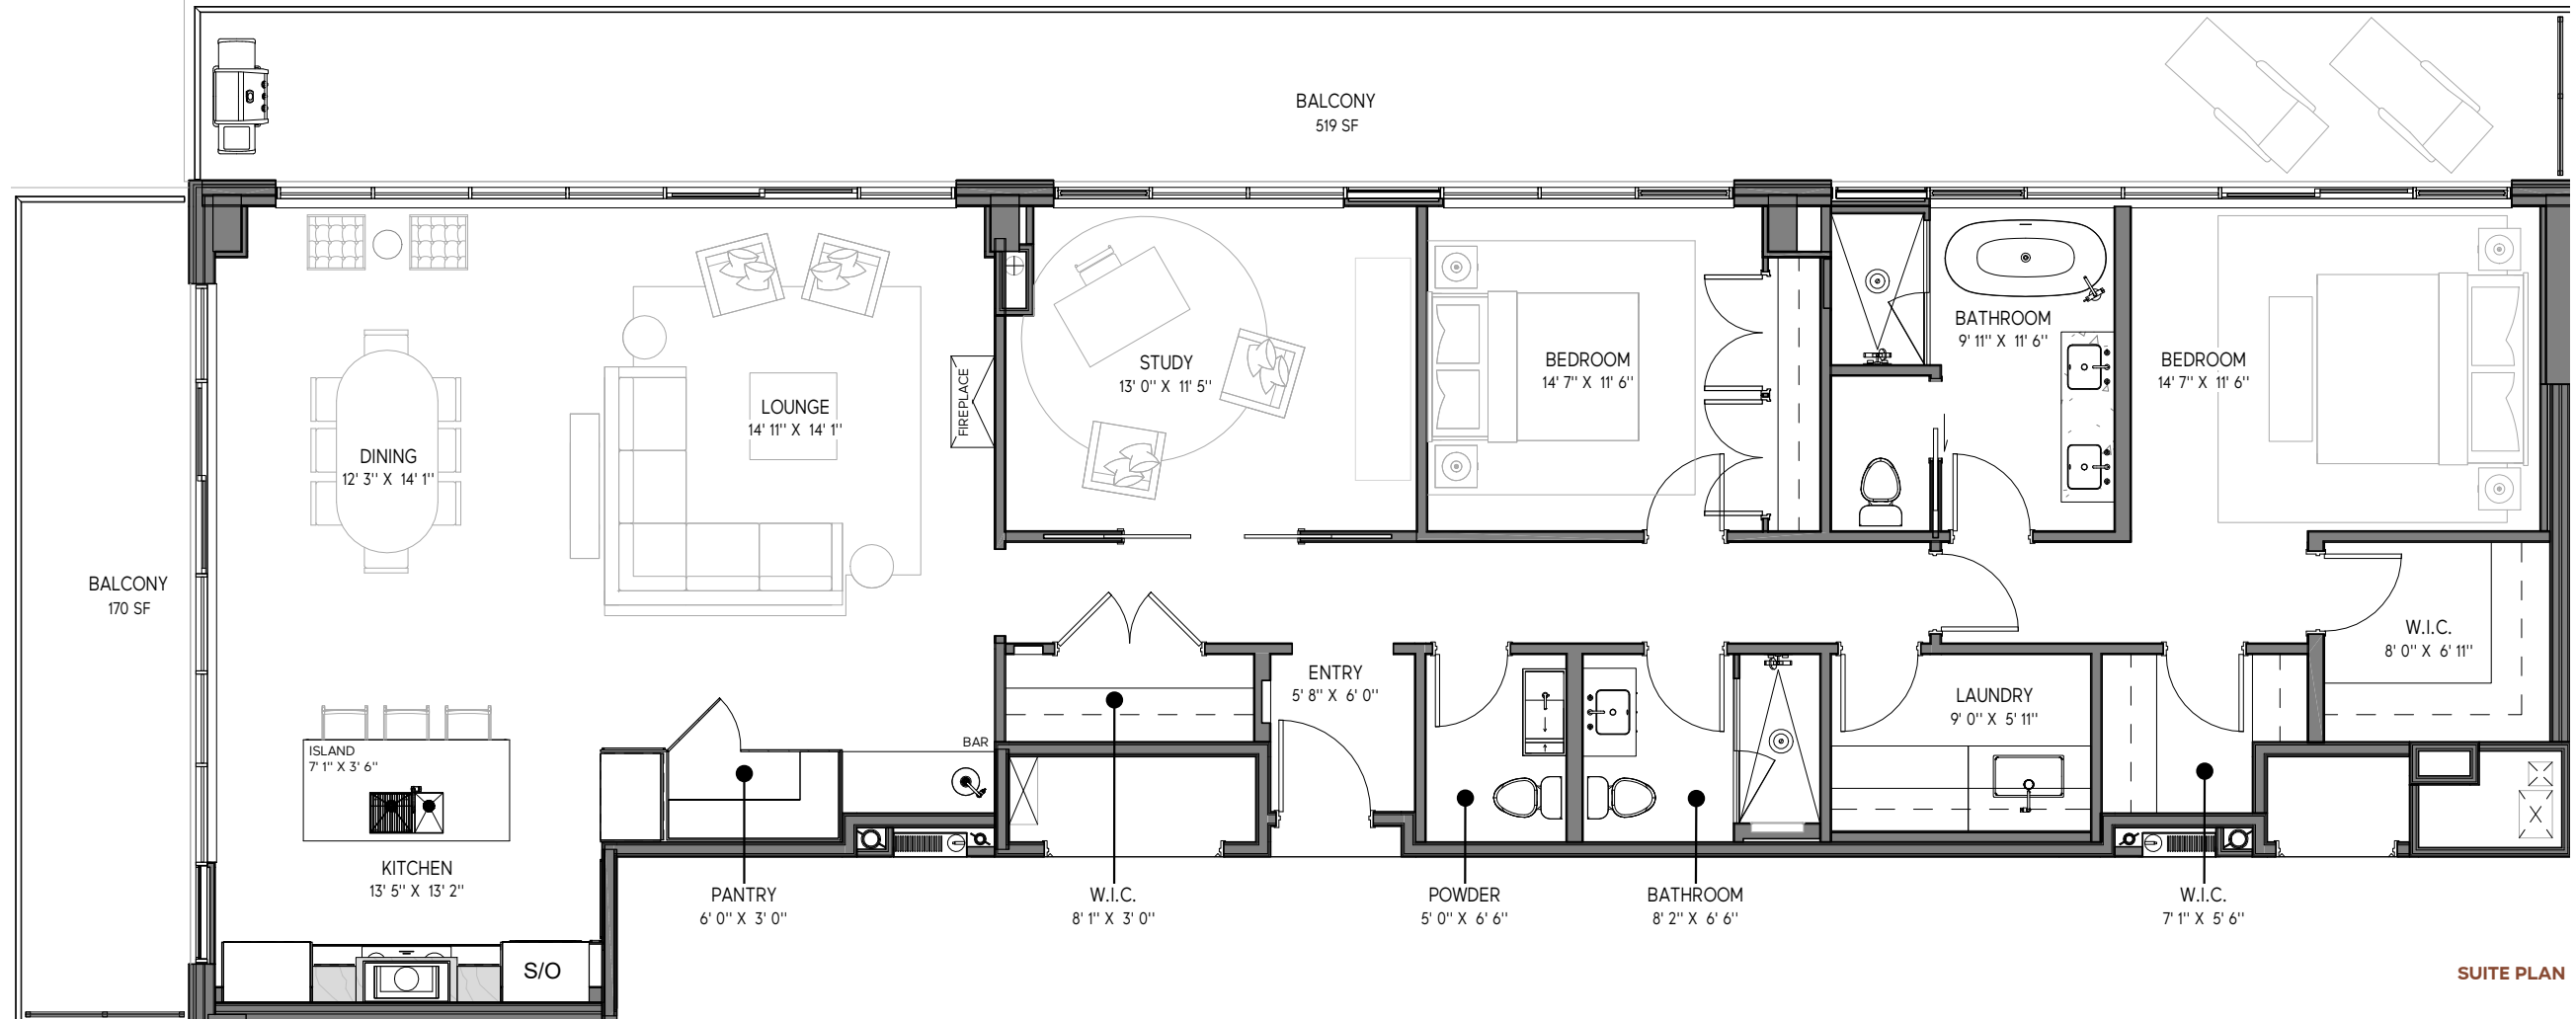 BALCONY
519 SF
BALCONY
170 SF
DINING
12' 3'' X 14' 1''
LOUNGE
14' 11'' X 14' 1''
FIREPLACE
STUDY
13' 0'' X 11' 5''
BEDROOM
14' 7'' X 11' 6''
BATHROOM
9' 11'' X 11' 6''
BEDROOM
14' 7'' X 11' 6''
W.I.C.
8' 0'' X 6' 11''
ENTRY
5' 8'' X 6' 0''
LAUNDRY
9' 0'' X 5' 11''
BAR
ISLAND
7' 1'' X 3' 6''
KITCHEN
13' 5'' X 13' 2''
S/O
PANTRY
6' 0'' X 3' 0''
W.I.C.
8' 1'' X 3' 0''
POWDER
5' 0'' X 6' 6''
BATHROOM
8' 2'' X 6' 6''
W.I.C.
7' 1'' X 5' 6''
SUITE PLAN